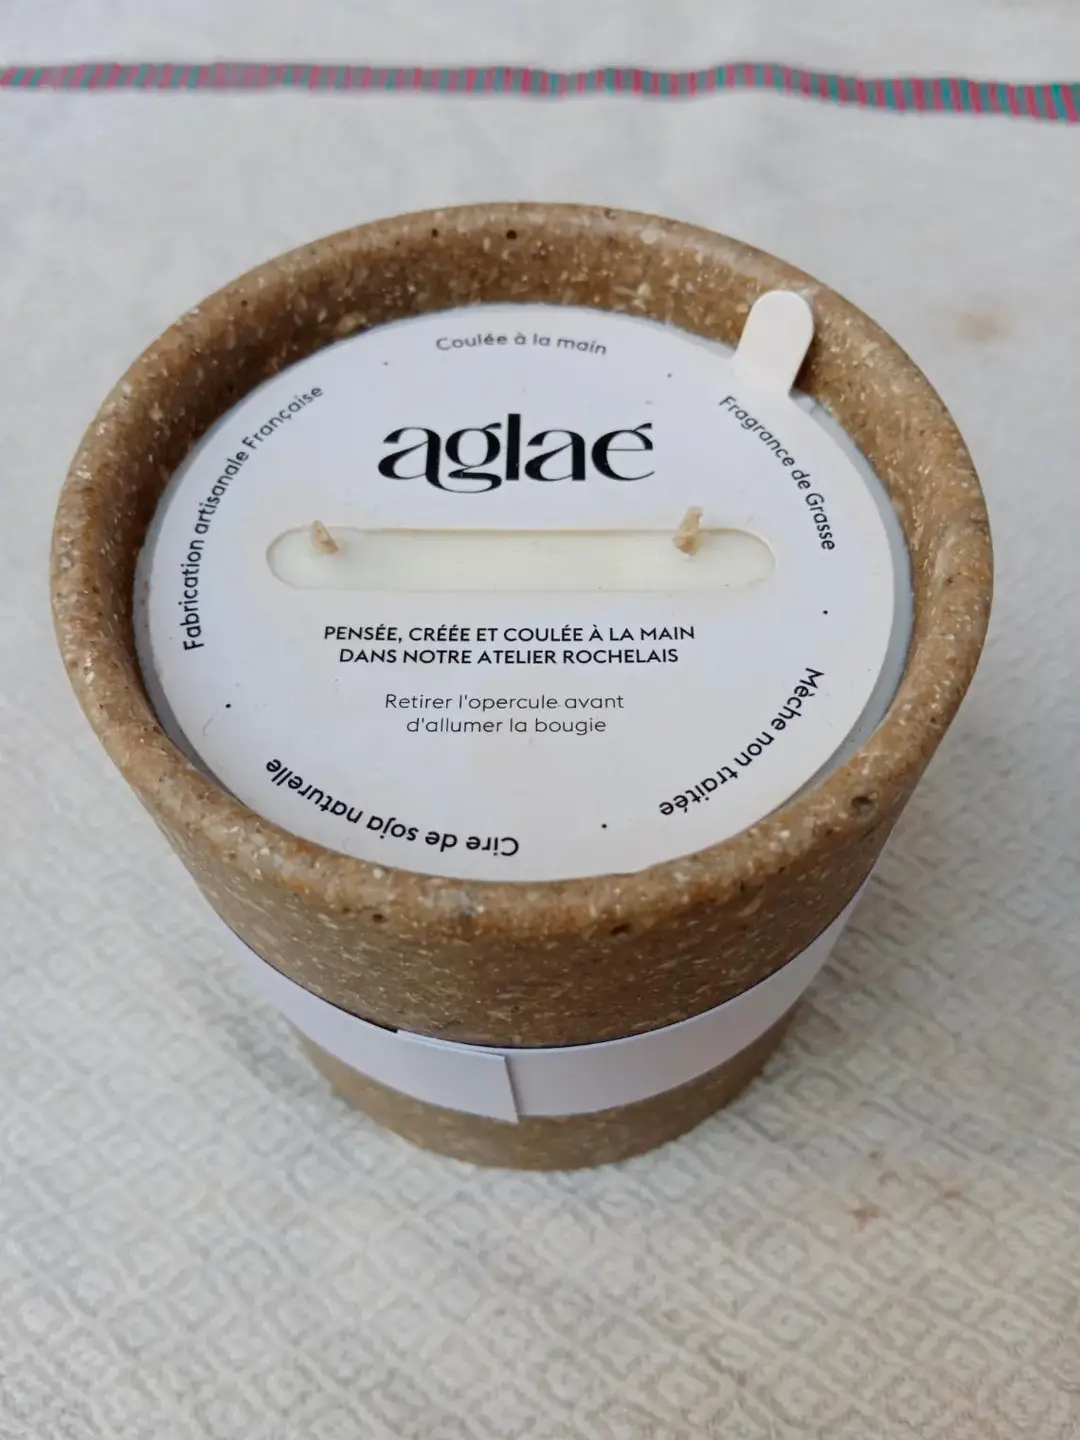 Coulée à la main
aglaé
Fabrication artisanale Française
Fragrance de Grasse
PENSÉE, CRÉÉE ET COULÉE À LA MAIN
DANS NOTRE ATELIER ROCHELAIS
Retirer l'opercule avant
d'allumer la bougie
Mèche non traitée
Cire de soja naturelle